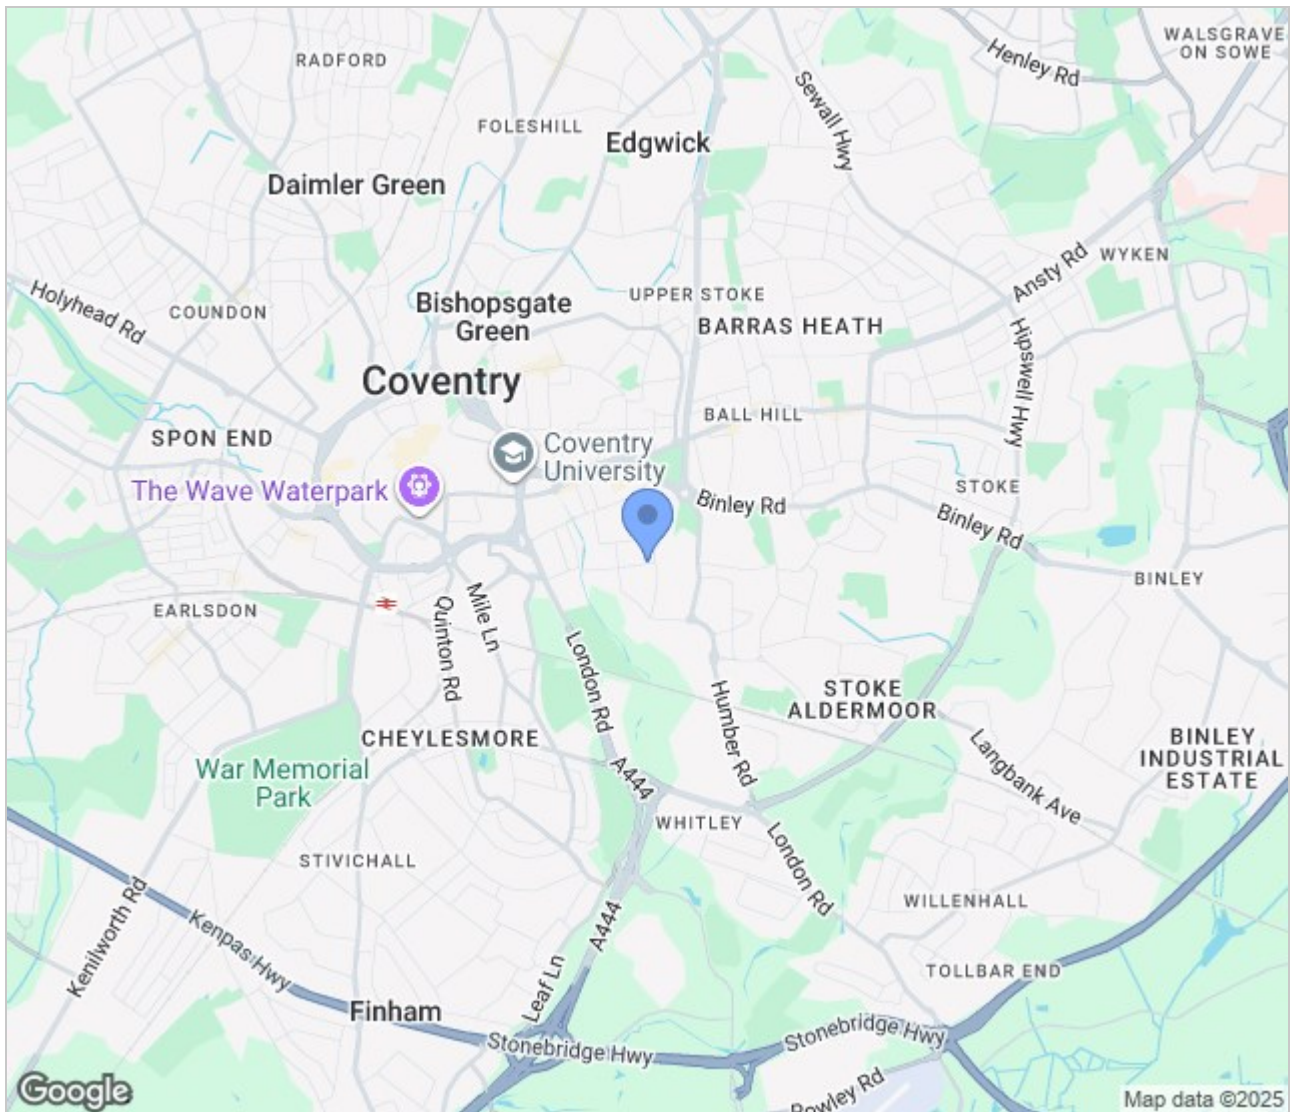 WALSGRAVE
ON SOWE
Henley Rd
RADFORD
Sewall Hwy
FOLESHILL
Edgwick
Daimler Green
WYKEN
Ansty Rd
Holyhead Rd
COUNDON
Bishopsgate
Green
UPPER STOKE
BARRAS HEATH
Hipswell Hwy
Coventry
BALL HILL
SPON END
Coventry
University
The Wave Waterpark
Binley Rd
STOKE
Binley Rd
BINLEY
EARLSDON
Mile Ln
Quinton Rd
London Rd
Humber Rd
STOKE
ALDERMOOR
CHEYLESMORE
Langbank Ave
BINLEY
INDUSTRIAL
ESTATE
War Memorial
Park
A444
WHITLEY
London Rd
STIVICHALL
Kenilworth Rd
Kenpas Hwy
A444
WILLENHALL
Leaf Ln
TOLLBAR END
Finham
Stonebridge Hwy
Stonebridge Hwy
Rowley Rd
Google
Map data ©2025